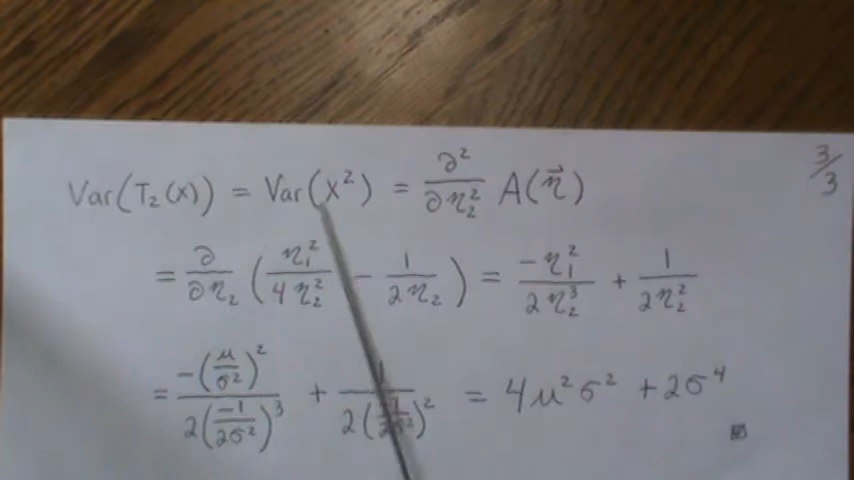 3/3
Var(T₂(x)) = Var(X²) = ∂²/∂η₂² A(η⃗)
= ∂/∂η₂ (η₁²/4η₂² − 1/2η₂) = −η₁²/2η₂³ + 1/2η₂²
= −(μ/σ²)²/2(−1/2σ²)³ + 1/2(−1/2σ²)² = 4μ²σ² + 2σ⁴